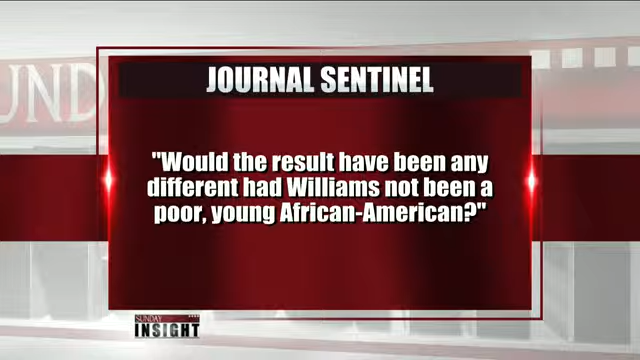 UND
JOURNAL SENTINEL
"Would the result have been any
different had Williams not been a
poor, young African-American?"
SUNDAY
INSIGHT